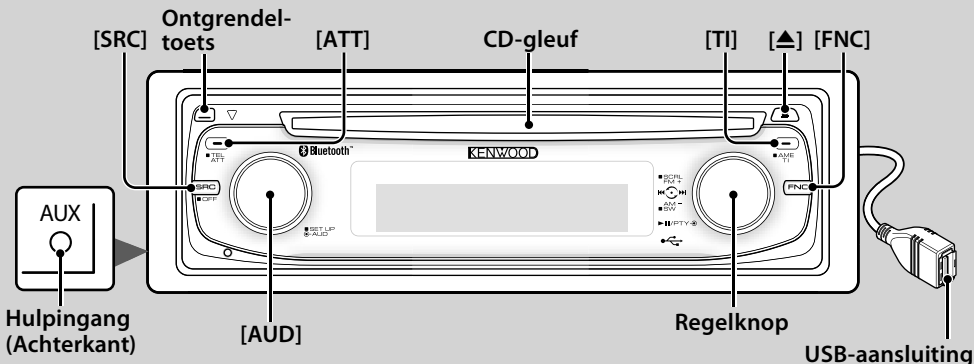 Ontgrendel-
toets
[SRC]
[ATT]
CD-gleuf
[TI]
[⏏]
[FNC]
TEL
ATT
Bluetooth™
KENWOOD
AME
TI
SRC
OFF
SCRL
FM +
AM –
SW
FNC
SET UP
AUD
/PTY
AUX
Hulpingang
(Achterkant)
[AUD]
Regelknop
USB-aansluiting